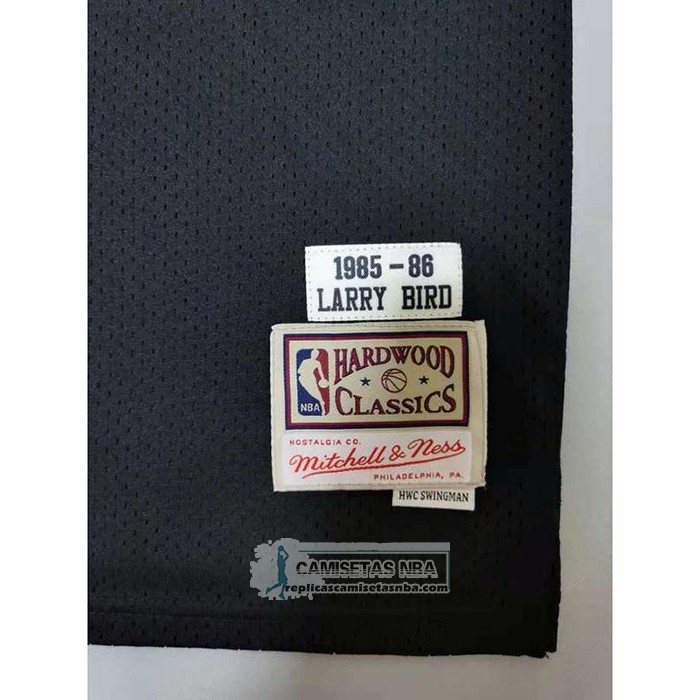 1985 - 86
LARRY BIRD
HARDWOOD
CLASSICS
NBA
NOSTALGIA CO.
Mitchell & Ness
PHILADELPHIA, PA.
HWC SWINGMAN
CAMISETAS NBA
replicascamisetasnba.com